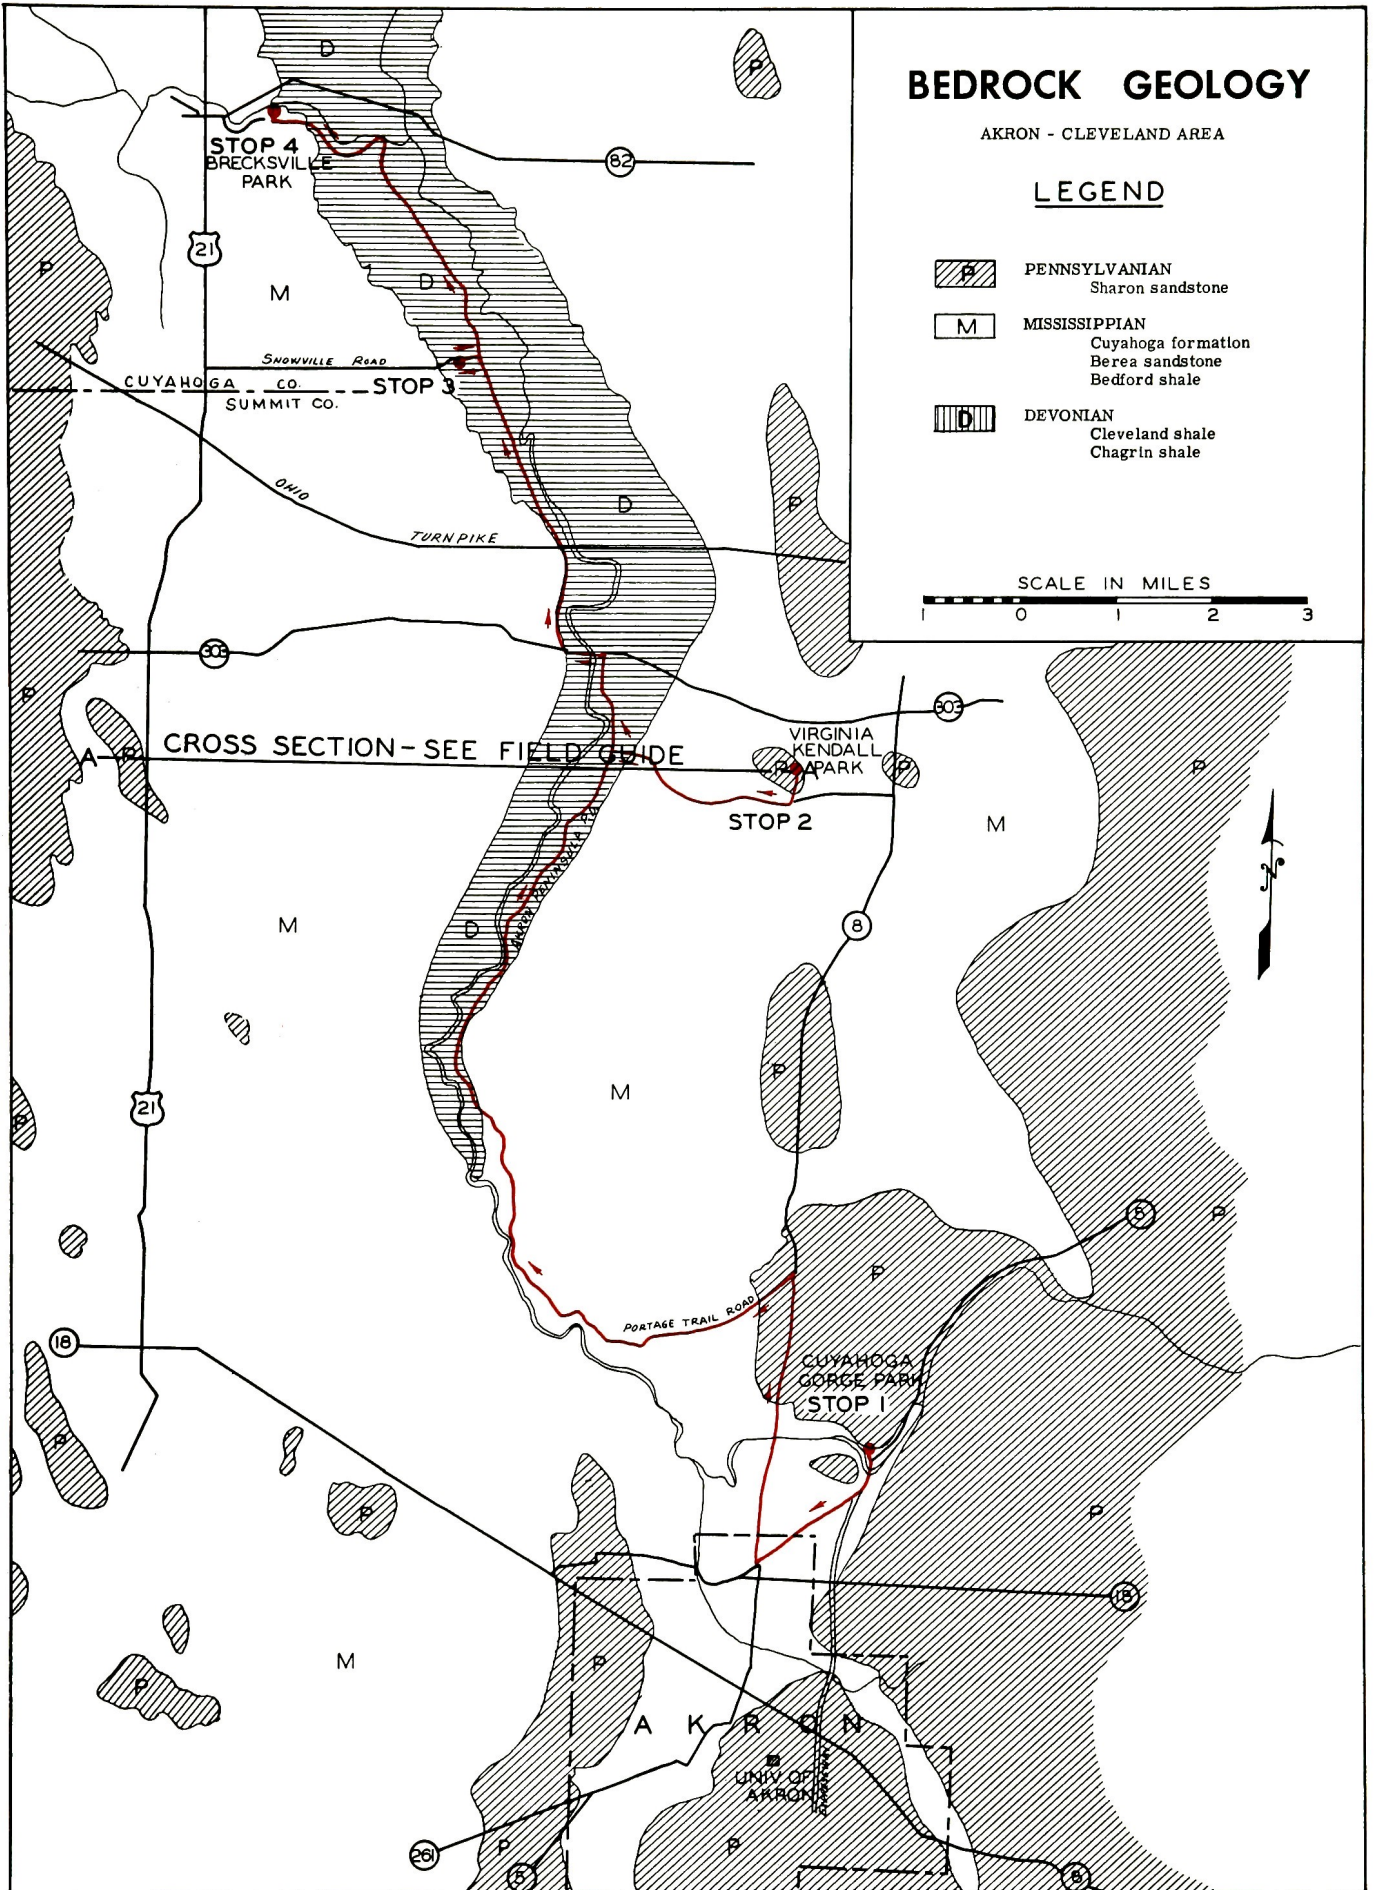 BEDROCK GEOLOGY
AKRON - CLEVELAND AREA
LEGEND
P
PENNSYLVANIAN
Sharon sandstone
M
MISSISSIPPIAN
Cuyahoga formation
Berea sandstone
Bedford shale
D
DEVONIAN
Cleveland shale
Chagrin shale
SCALE IN MILES
1 0 1 2 3
D
P
STOP 4
BRECKSVILLE
PARK
82
21
P
M
D
SNOWVILLE ROAD
CUYAHOGA CO.
STOP 3
SUMMIT CO.
OHIO
TURNPIKE
D
P
303
P
303
VIRGINIA
KENDALL
PARK
A
P
CROSS SECTION - SEE FIELD GUIDE
P
A
P
P
STOP 2
M
N
AKRON PENINSULA RD
M
D
8
P
M
21
P
5
P
P
PORTAGE TRAIL ROAD
18
CUYAHOGA
GORGE PARK
STOP 1
P
P
P
18
M
P
P
A K R O N
UNIV. OF
AKRON
P
P
261
5
8